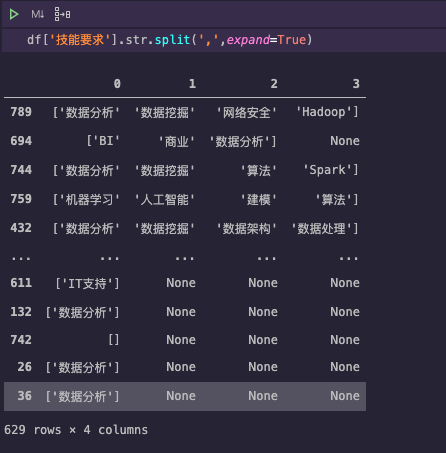 M↓
df['技能要求'].str.split(',',expand=True)
0 1 2 3
789 ['数据分析' '数据挖掘' '网络安全' 'Hadoop']
694 ['BI' '商业' '数据分析'] None
744 ['数据分析' '数据挖掘' '算法' 'Spark']
759 ['机器学习' '人工智能' '建模' '算法']
432 ['数据分析' '数据挖掘' '数据架构' '数据处理']
... ... ... ... ...
611 ['IT支持'] None None None
132 ['数据分析'] None None None
742 [] None None None
26 ['数据分析'] None None None
36 ['数据分析'] None None None
629 rows × 4 columns